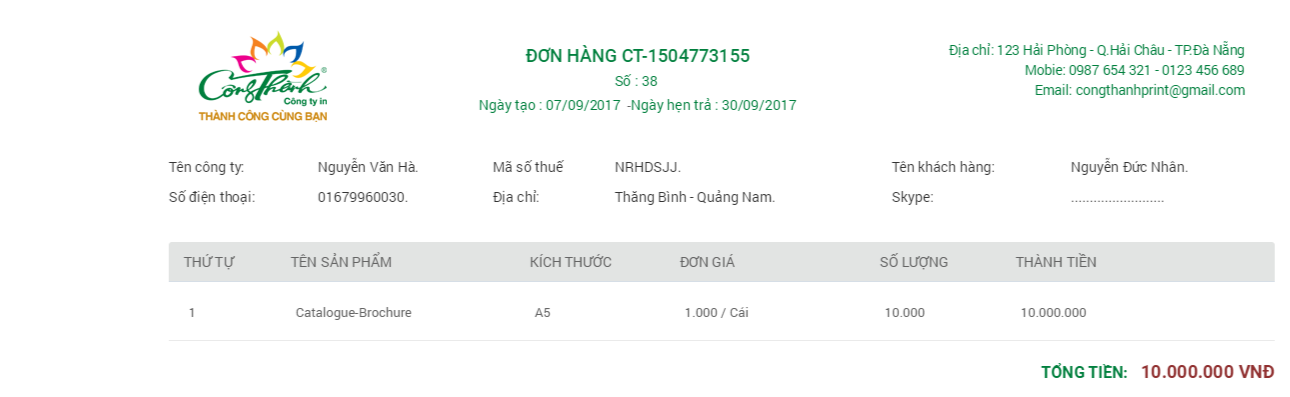 CôngThành®
Công ty in
THÀNH CÔNG CÙNG BẠN
ĐƠN HÀNG CT-1504773155
Số : 38
Ngày tạo : 07/09/2017 -Ngày hẹn trả : 30/09/2017
Địa chỉ: 123 Hải Phòng - Q.Hải Châu - TP.Đà Nẵng
Mobie: 0987 654 321 - 0123 456 689
Email: congthanhprint@gmail.com
Tên công ty: Nguyễn Văn Hà. Mã số thuế NRHDSJJ. Tên khách hàng: Nguyễn Đức Nhân.
Số điện thoại: 01679960030. Địa chỉ: Thăng Bình - Quảng Nam. Skype: .........................
THỨ TỰ TÊN SẢN PHẨM KÍCH THƯỚC ĐƠN GIÁ SỐ LƯỢNG THÀNH TIỀN
1 Catalogue-Brochure A5 1.000 / Cái 10.000 10.000.000
TỔNG TIỀN: 10.000.000 VNĐ